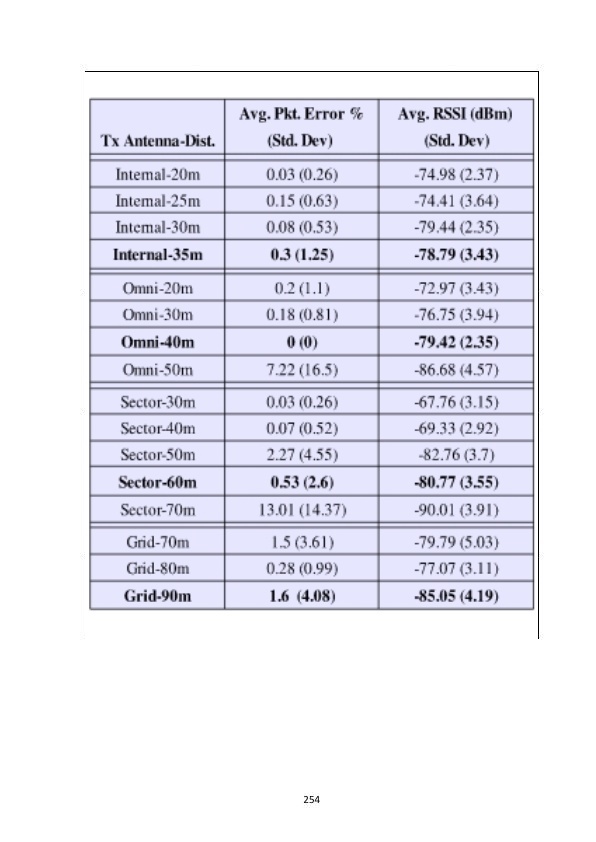 Avg. Pkt. Error % Avg. RSSI (dBm)
Tx Antenna-Dist. (Std. Dev) (Std. Dev)
Internal-20m 0.03 (0.26) -74.98 (2.37)
Internal-25m 0.15 (0.63) -74.41 (3.64)
Internal-30m 0.08 (0.53) -79.44 (2.35)
Internal-35m 0.3 (1.25) -78.79 (3.43)
Omni-20m 0.2 (1.1) -72.97 (3.43)
Omni-30m 0.18 (0.81) -76.75 (3.94)
Omni-40m 0 (0) -79.42 (2.35)
Omni-50m 7.22 (16.5) -86.68 (4.57)
Sector-30m 0.03 (0.26) -67.76 (3.15)
Sector-40m 0.07 (0.52) -69.33 (2.92)
Sector-50m 2.27 (4.55) -82.76 (3.7)
Sector-60m 0.53 (2.6) -80.77 (3.55)
Sector-70m 13.01 (14.37) -90.01 (3.91)
Grid-70m 1.5 (3.61) -79.79 (5.03)
Grid-80m 0.28 (0.99) -77.07 (3.11)
Grid-90m 1.6 (4.08) -85.05 (4.19)
254